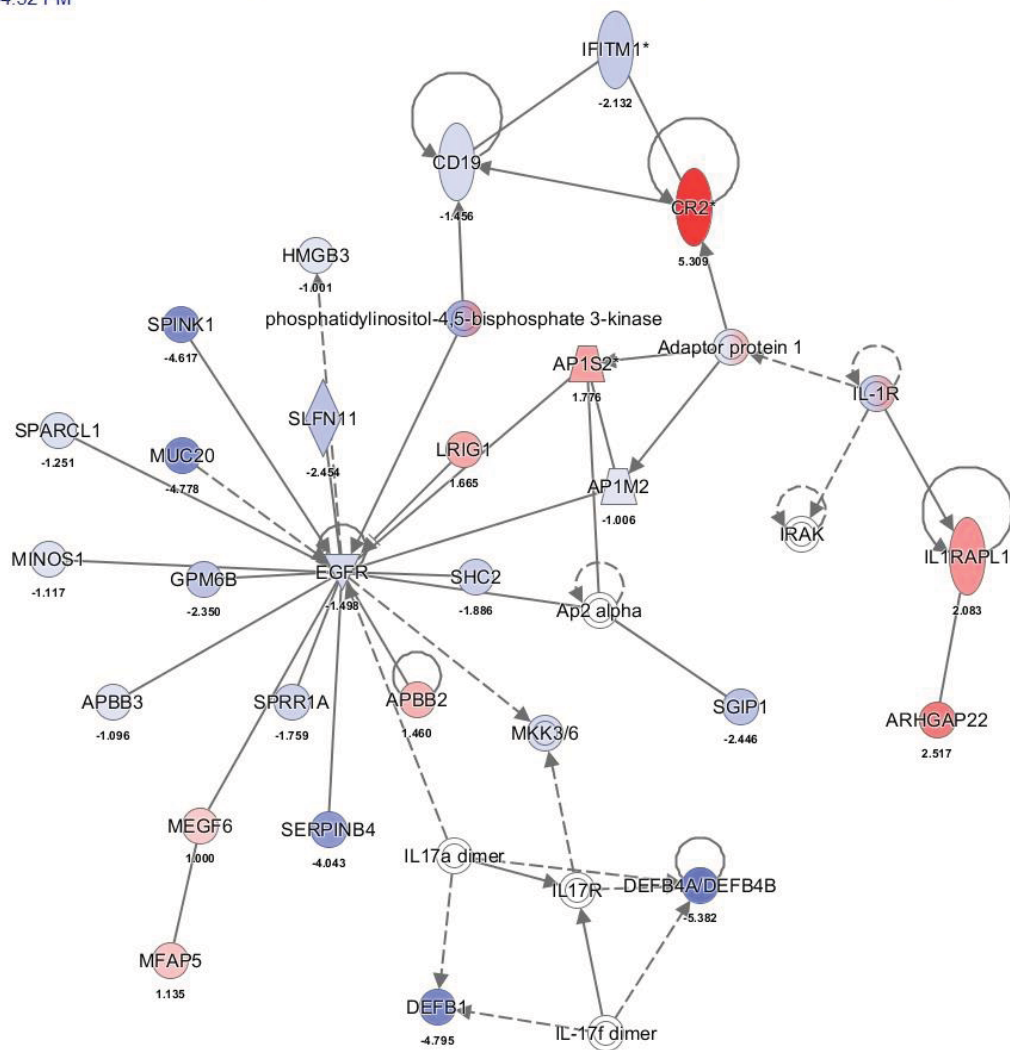 4:52 PM
IFITM1*
-2.132
CD19
-1.456
CR2*
5.309
HMGB3
-1.001
SPINK1
-4.617
phosphatidylinositol-4,5-bisphosphate 3-kinase
AP1S2*
1.776
Adaptor protein 1
IL-1R
SLFN11
-2.454
SPARCL1
-1.251
MUC20
-4.778
LRIG1
1.665
AP1M2
-1.006
IRAK
IL1RAPL1
2.083
MINOS1
-1.117
GPM6B
-2.350
EGFR
-1.498
SHC2
-1.886
Ap2 alpha
APBB3
-1.096
SPRR1A
-1.759
APBB2
1.460
MKK3/6
SGIP1
-2.446
ARHGAP22
2.517
MEGF6
1.000
SERPINB4
-4.043
IL17a dimer
IL17R
DEFB4A/DEFB4B
-5.382
MFAP5
1.135
DEFB1
-4.795
IL-17f dimer